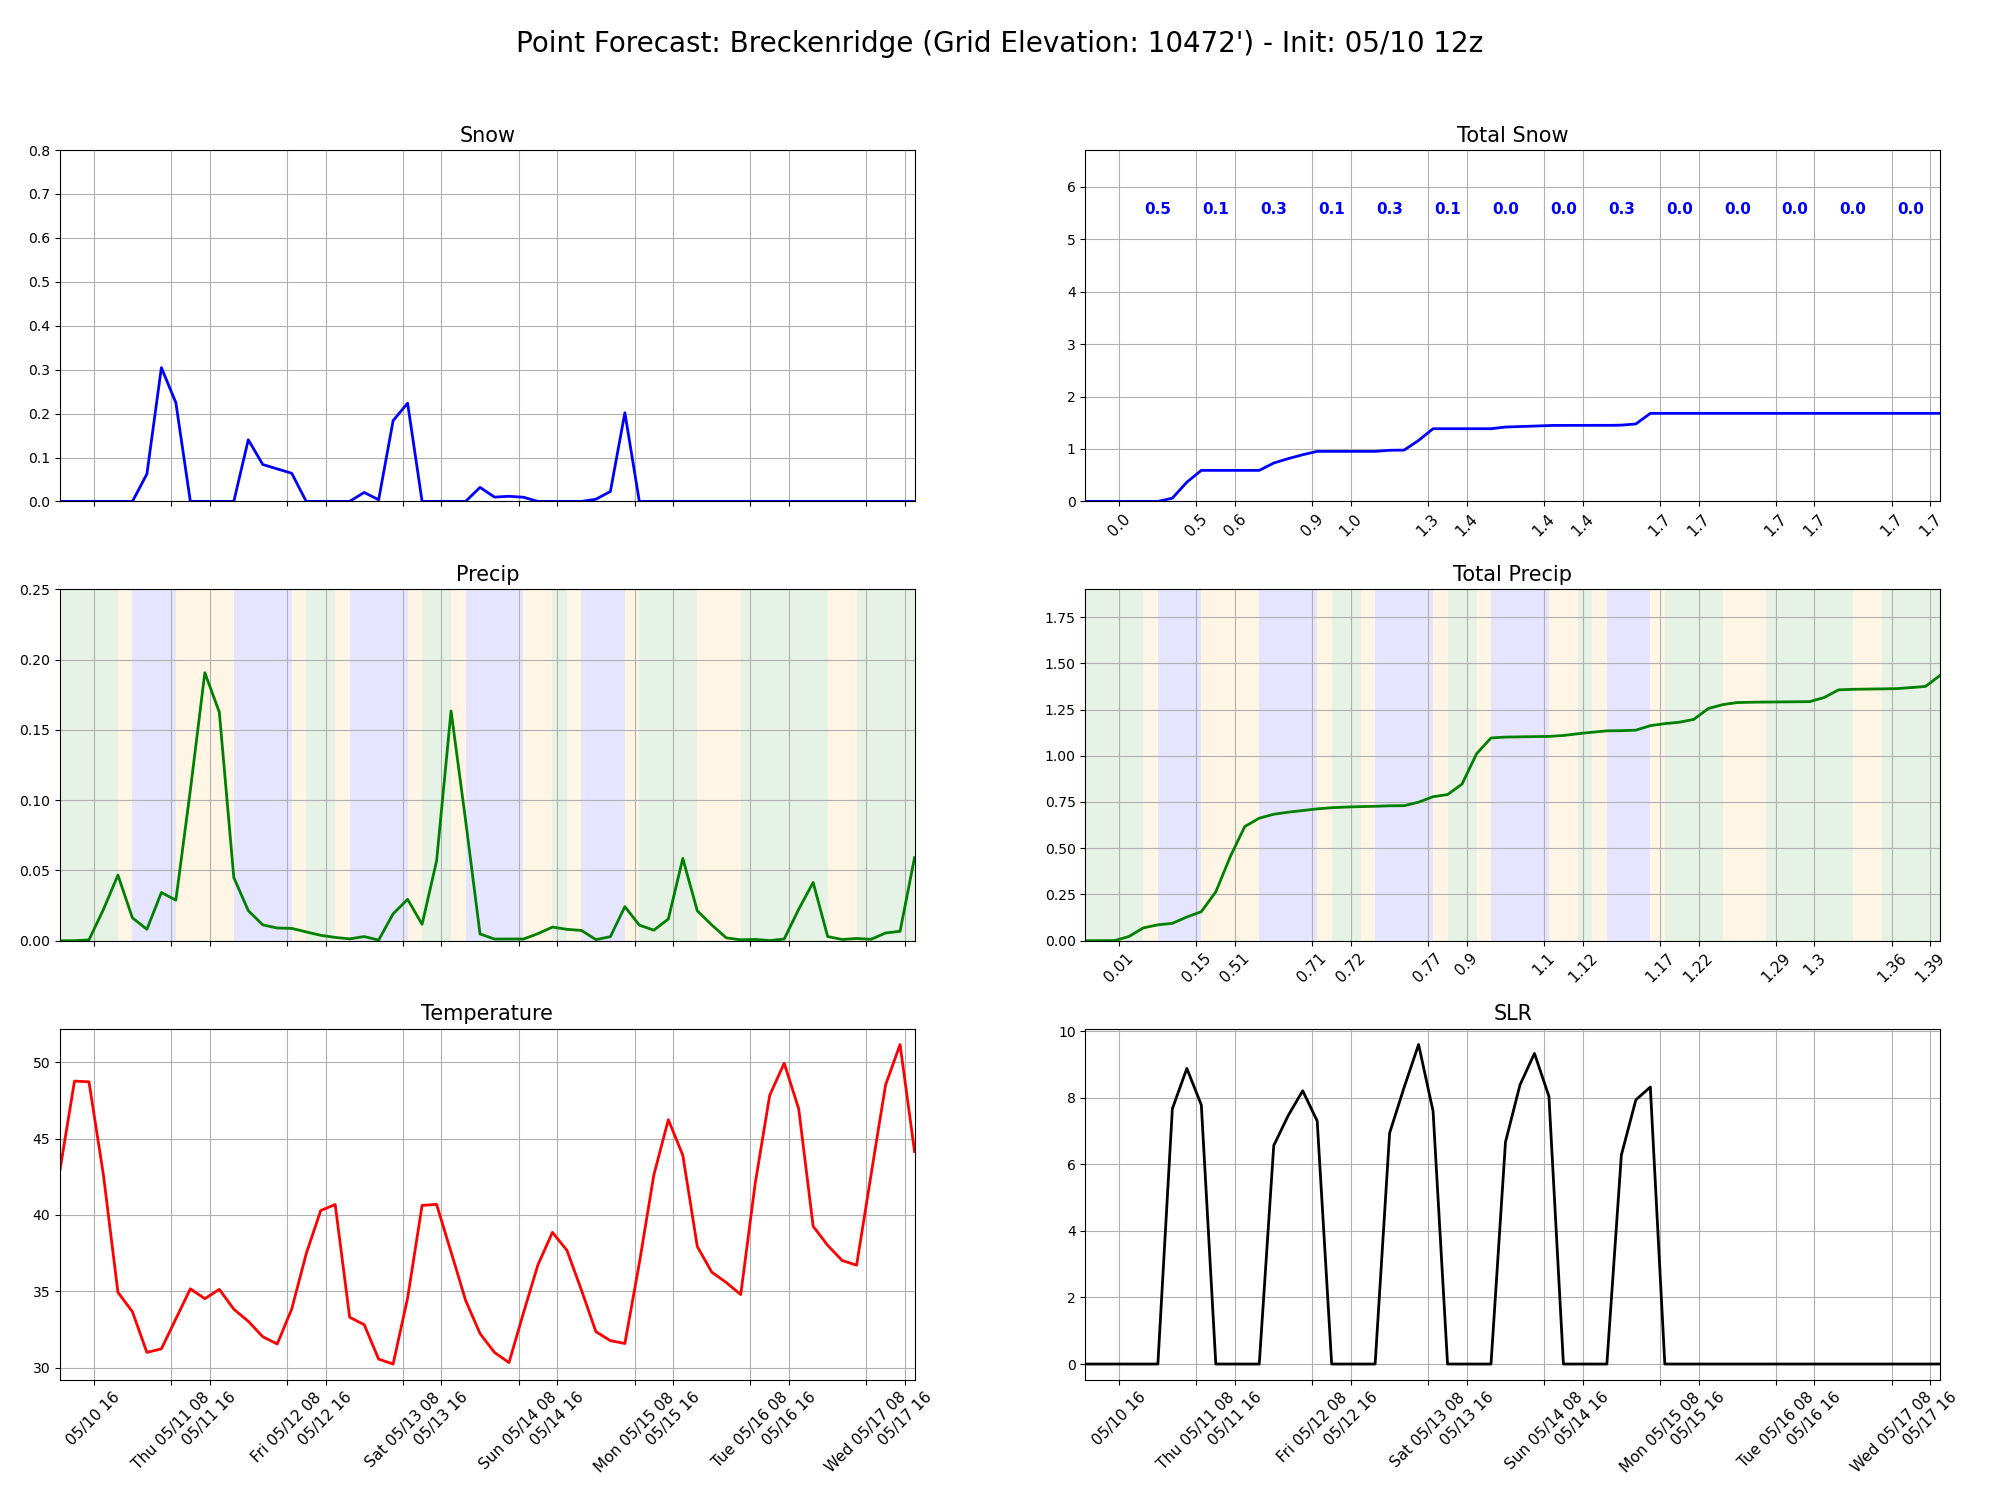 Point Forecast: Breckenridge (Grid Elevation: 10472') - Init: 05/10 12z
Snow
0.8
0.7
0.6
0.5
0.4
0.3
0.2
0.1
0.0
Total Snow
6
5
4
3
2
1
0
0.5 0.1 0.3 0.1 0.3 0.1 0.0 0.0 0.3 0.0 0.0 0.0 0.0 0.0
0.0 0.5 0.6 0.9 1.0 1.3 1.4 1.4 1.4 1.7 1.7 1.7 1.7 1.7 1.7
Precip
0.25
0.20
0.15
0.10
0.05
0.00
Total Precip
1.75
1.50
1.25
1.00
0.75
0.50
0.25
0.00
0.01 0.15 0.51 0.71 0.72 0.77 0.9 1.1 1.12 1.17 1.22 1.29 1.3 1.36 1.39
Temperature
50
45
40
35
30
05/10 16
Thu 05/11 08
05/11 16
Fri 05/12 08
05/12 16
Sat 05/13 08
05/13 16
Sun 05/14 08
05/14 16
Mon 05/15 08
05/15 16
Tue 05/16 08
05/16 16
Wed 05/17 08
05/17 16
SLR
10
8
6
4
2
0
05/10 16
Thu 05/11 08
05/11 16
Fri 05/12 08
05/12 16
Sat 05/13 08
05/13 16
Sun 05/14 08
05/14 16
Mon 05/15 08
05/15 16
Tue 05/16 08
05/16 16
Wed 05/17 08
05/17 16